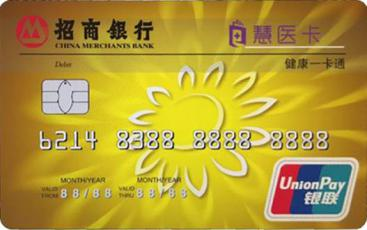 招商银行
CHINA MERCHANTS BANK
慧医卡
Debit
健康一卡通
6214 8388 8888 8888
MONTH/YEAR MONTH/YEAR
VALID FROM 88/88 VALID THRU 88/88
UnionPay
银联